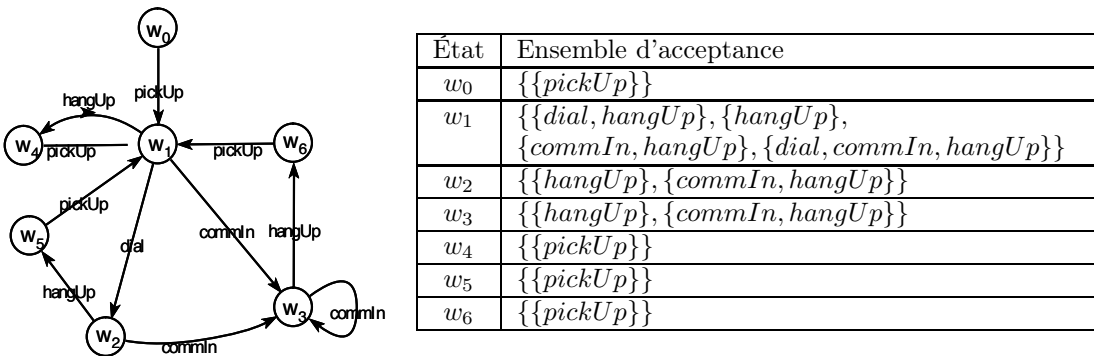 w0
pickUp
hangUp
w4
pickUp
w1
pickUp
w6
pickUp
w5
dial
commIn
hangUp
hangUp
w3
commIn
w2
commIn
État Ensemble d'acceptance
w0 {{pickUp}}
w1 {{dial, hangUp}, {hangUp},
{commIn, hangUp}, {dial, commIn, hangUp}}
w2 {{hangUp}, {commIn, hangUp}}
w3 {{hangUp}, {commIn, hangUp}}
w4 {{pickUp}}
w5 {{pickUp}}
w6 {{pickUp}}